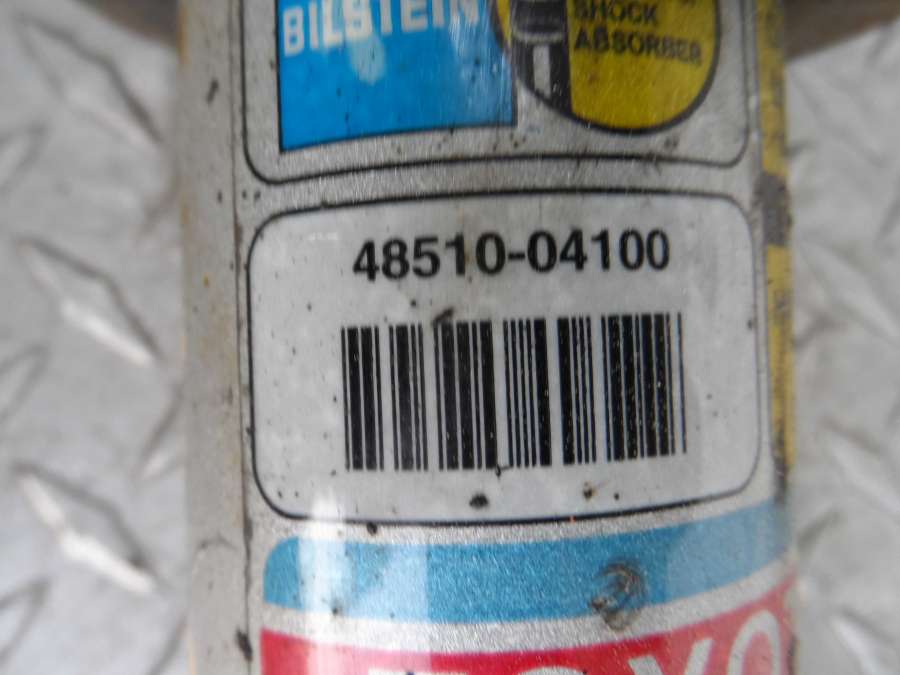 BILSTEIN
SHOCK
ABSORBER
48510-04100